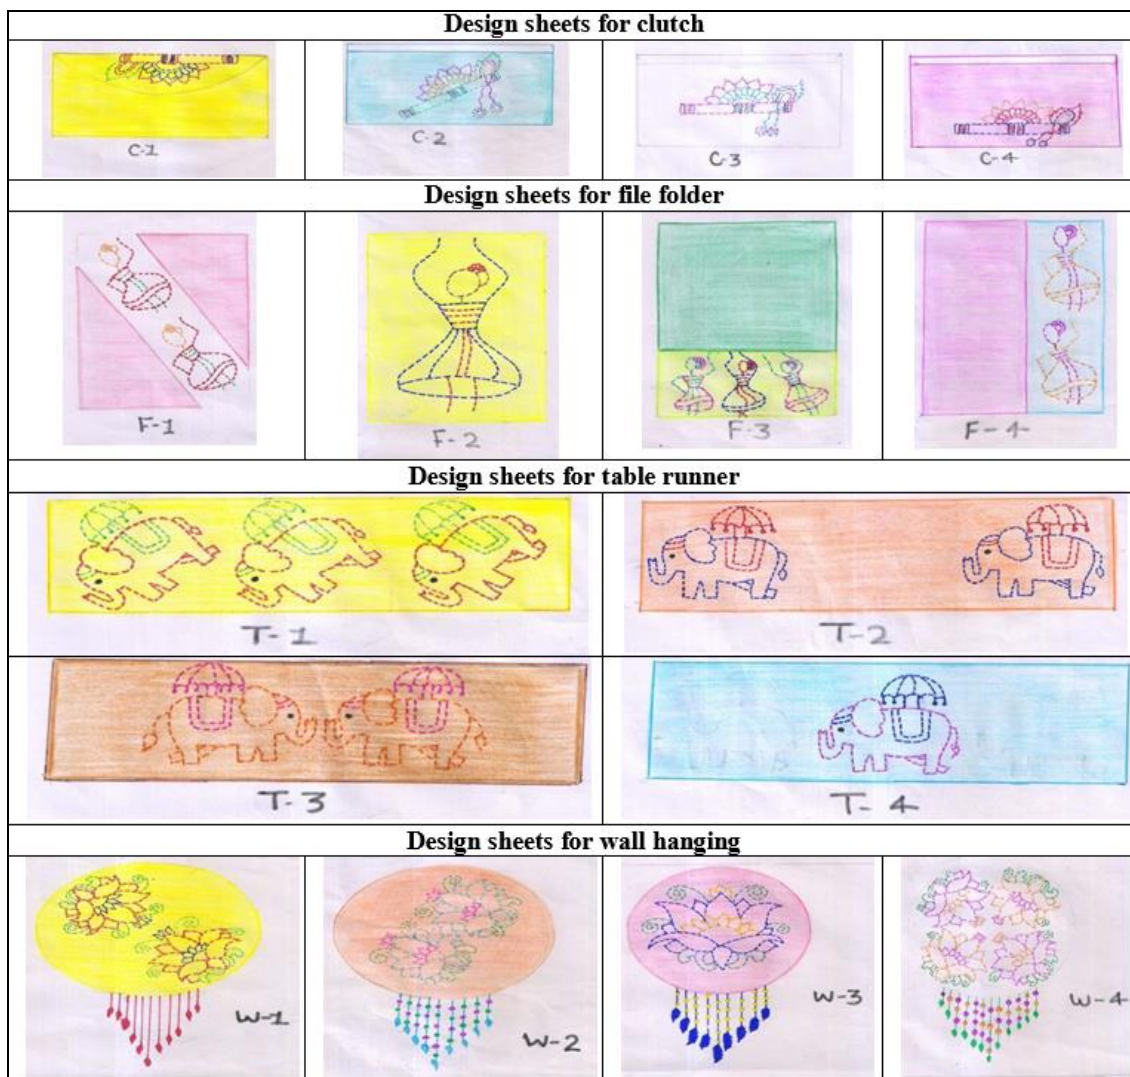 Design sheets for clutch
C-1
C-2
C-3
C-4
Design sheets for file folder
F-1
F-2
F-3
F-4
Design sheets for table runner
T-1
T-2
T-3
T-4
Design sheets for wall hanging
W-1
W-2
W-3
W-4